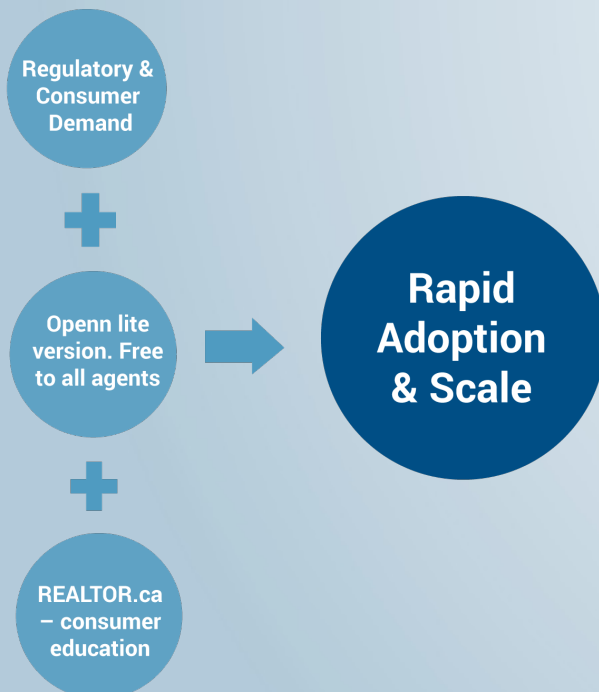 Regulatory &
Consumer
Demand
Openn lite
version. Free
to all agents
Rapid
Adoption
& Scale
REALTOR.ca
– consumer
education